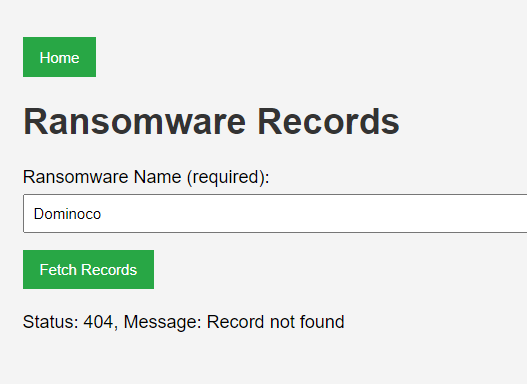 Home
Ransomware Records
Ransomware Name (required):
Dominoco
Fetch Records
Status: 404, Message: Record not found